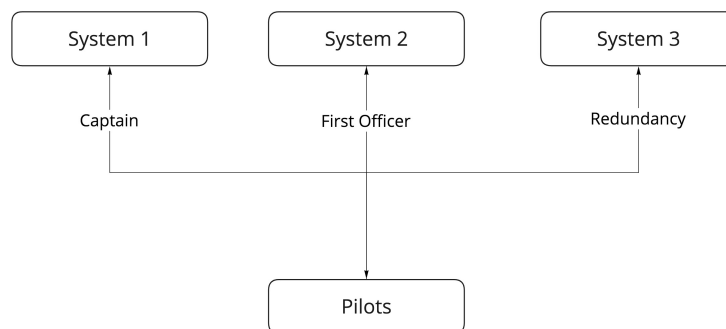 System 1
System 2
System 3
Captain
First Officer
Redundancy
Pilots